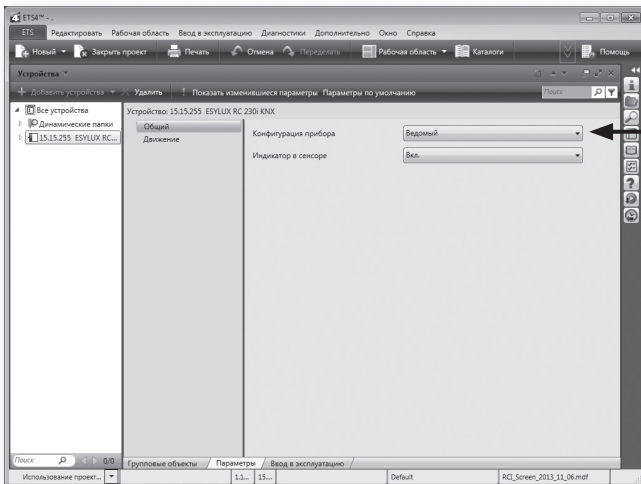 ETS4™ - .
ETS Редактировать Рабочая область Ввод в эксплуатацию Диагностики Дополнительно Окно Справка
Новый Закрыть проект Печать Отмена Переделать Рабочая область Каталоги Помощь
Устройства
Добавить устройства Удалить Показать изменившиеся параметры Параметры по умолчанию Поиск
Все устройства
Динамические папки
15.15.255 ESYLUX RC...
Устройство: 15.15.255 ESYLUX RC 230i KNX
Общий
Движение
Конфигурация прибора Ведомый
Индикатор в сенсоре Вкл.
Поиск 0/0
Групповые объекты Параметры Ввод в эксплуатацию
Использование проект... 1.1... 15.... Default RCI_Screen_2013_11_06.mdf